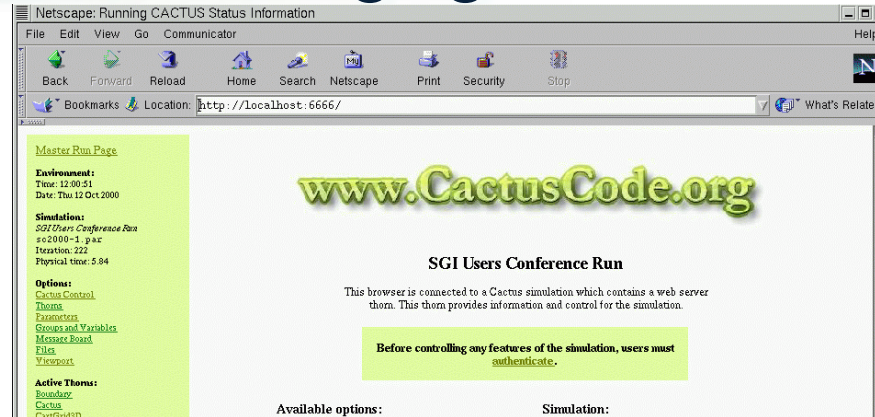 Netscape: Running CACTUS Status Information
File Edit View Go Communicator Help
Back Forward Reload Home Search Netscape Print Security Stop
Bookmarks Location: http://localhost:6666/ What's Relate
Master Run Page
Environment:
Time: 12:00:51
Date: Thu 12 Oct 2000
Simulation:
SGI Users Conference Run
sc2000-1.par
Iteration: 222
Physical time: 5.84
Options:
Cactus Control
Thorns
Parameters
Groups and Variables
Message Board
Files
Viewport
Active Thorns:
Boundary
Cactus
CartGrid3D
www.CactusCode.org
SGI Users Conference Run
This browser is connected to a Cactus simulation which contains a web server
thorn. This thorn provides information and control for the simulation.
Before controlling any features of the simulation, users must
authenticate.
Available options: Simulation: